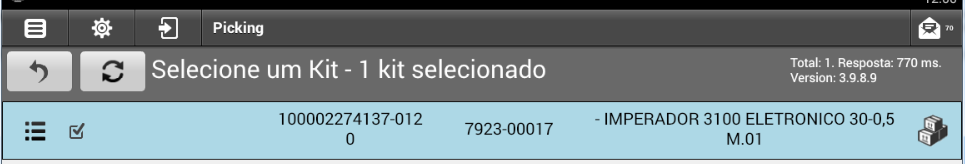 Picking
70
Selecione um Kit - 1 kit selecionado
Total: 1. Resposta: 770 ms.
Version: 3.9.8.9
100002274137-012
0
7923-00017
- IMPERADOR 3100 ELETRONICO 30-0,5
M.01